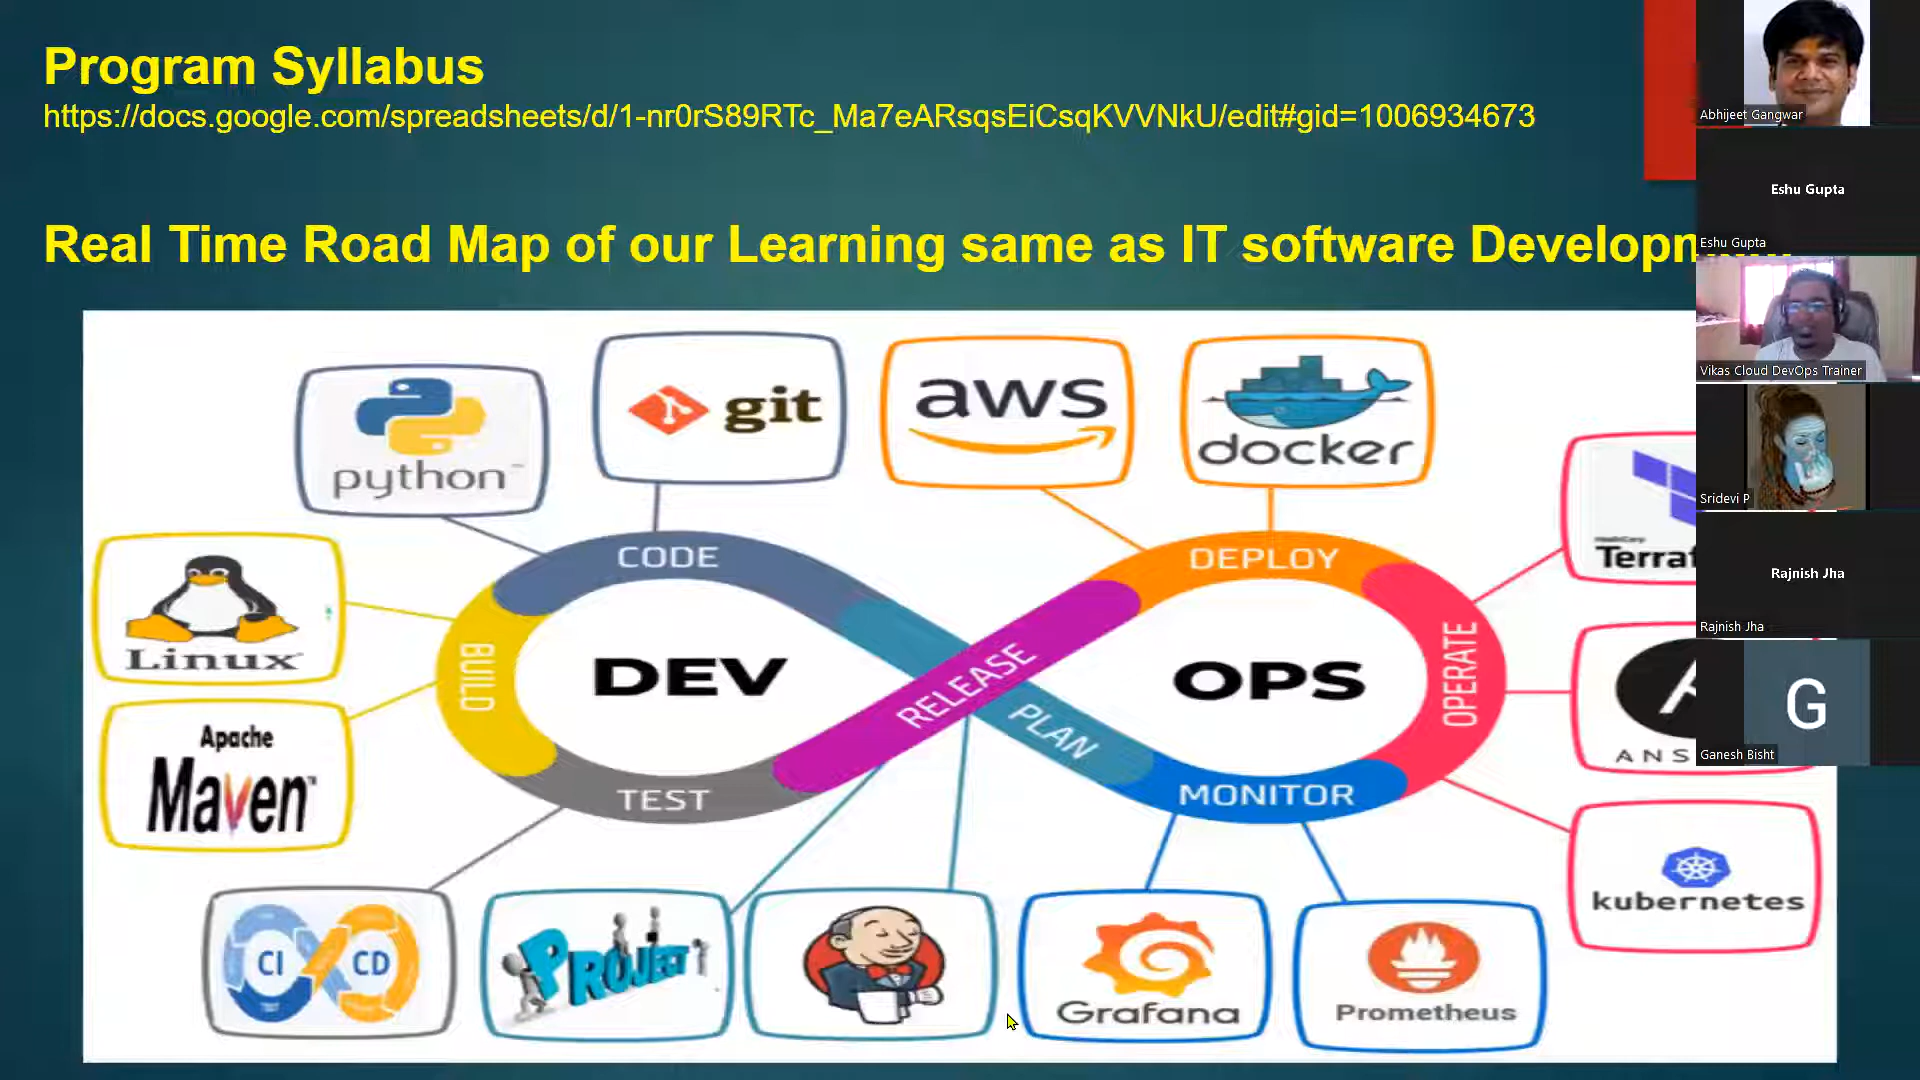 Program Syllabus
https://docs.google.com/spreadsheets/d/1-nr0rS89RTc_Ma7eARsqsEiCsqKVVNkU/edit#gid=1006934673
Real Time Road Map of our Learning same as IT software Developm
python
git
aws
docker
Terraf
Linux
Apache
Maven
ANS
kubernetes
CODE
BUILD
TEST
RELEASE
PLAN
DEPLOY
OPERATE
MONITOR
DEV
OPS
CI CD
PROJECT
Grafana
Prometheus
Abhijeet Gangwar
Eshu Gupta
Eshu Gupta
Vikas Cloud DevOps Trainer
Sridevi P
Rajnish Jha
Rajnish Jha
G
Ganesh Bisht